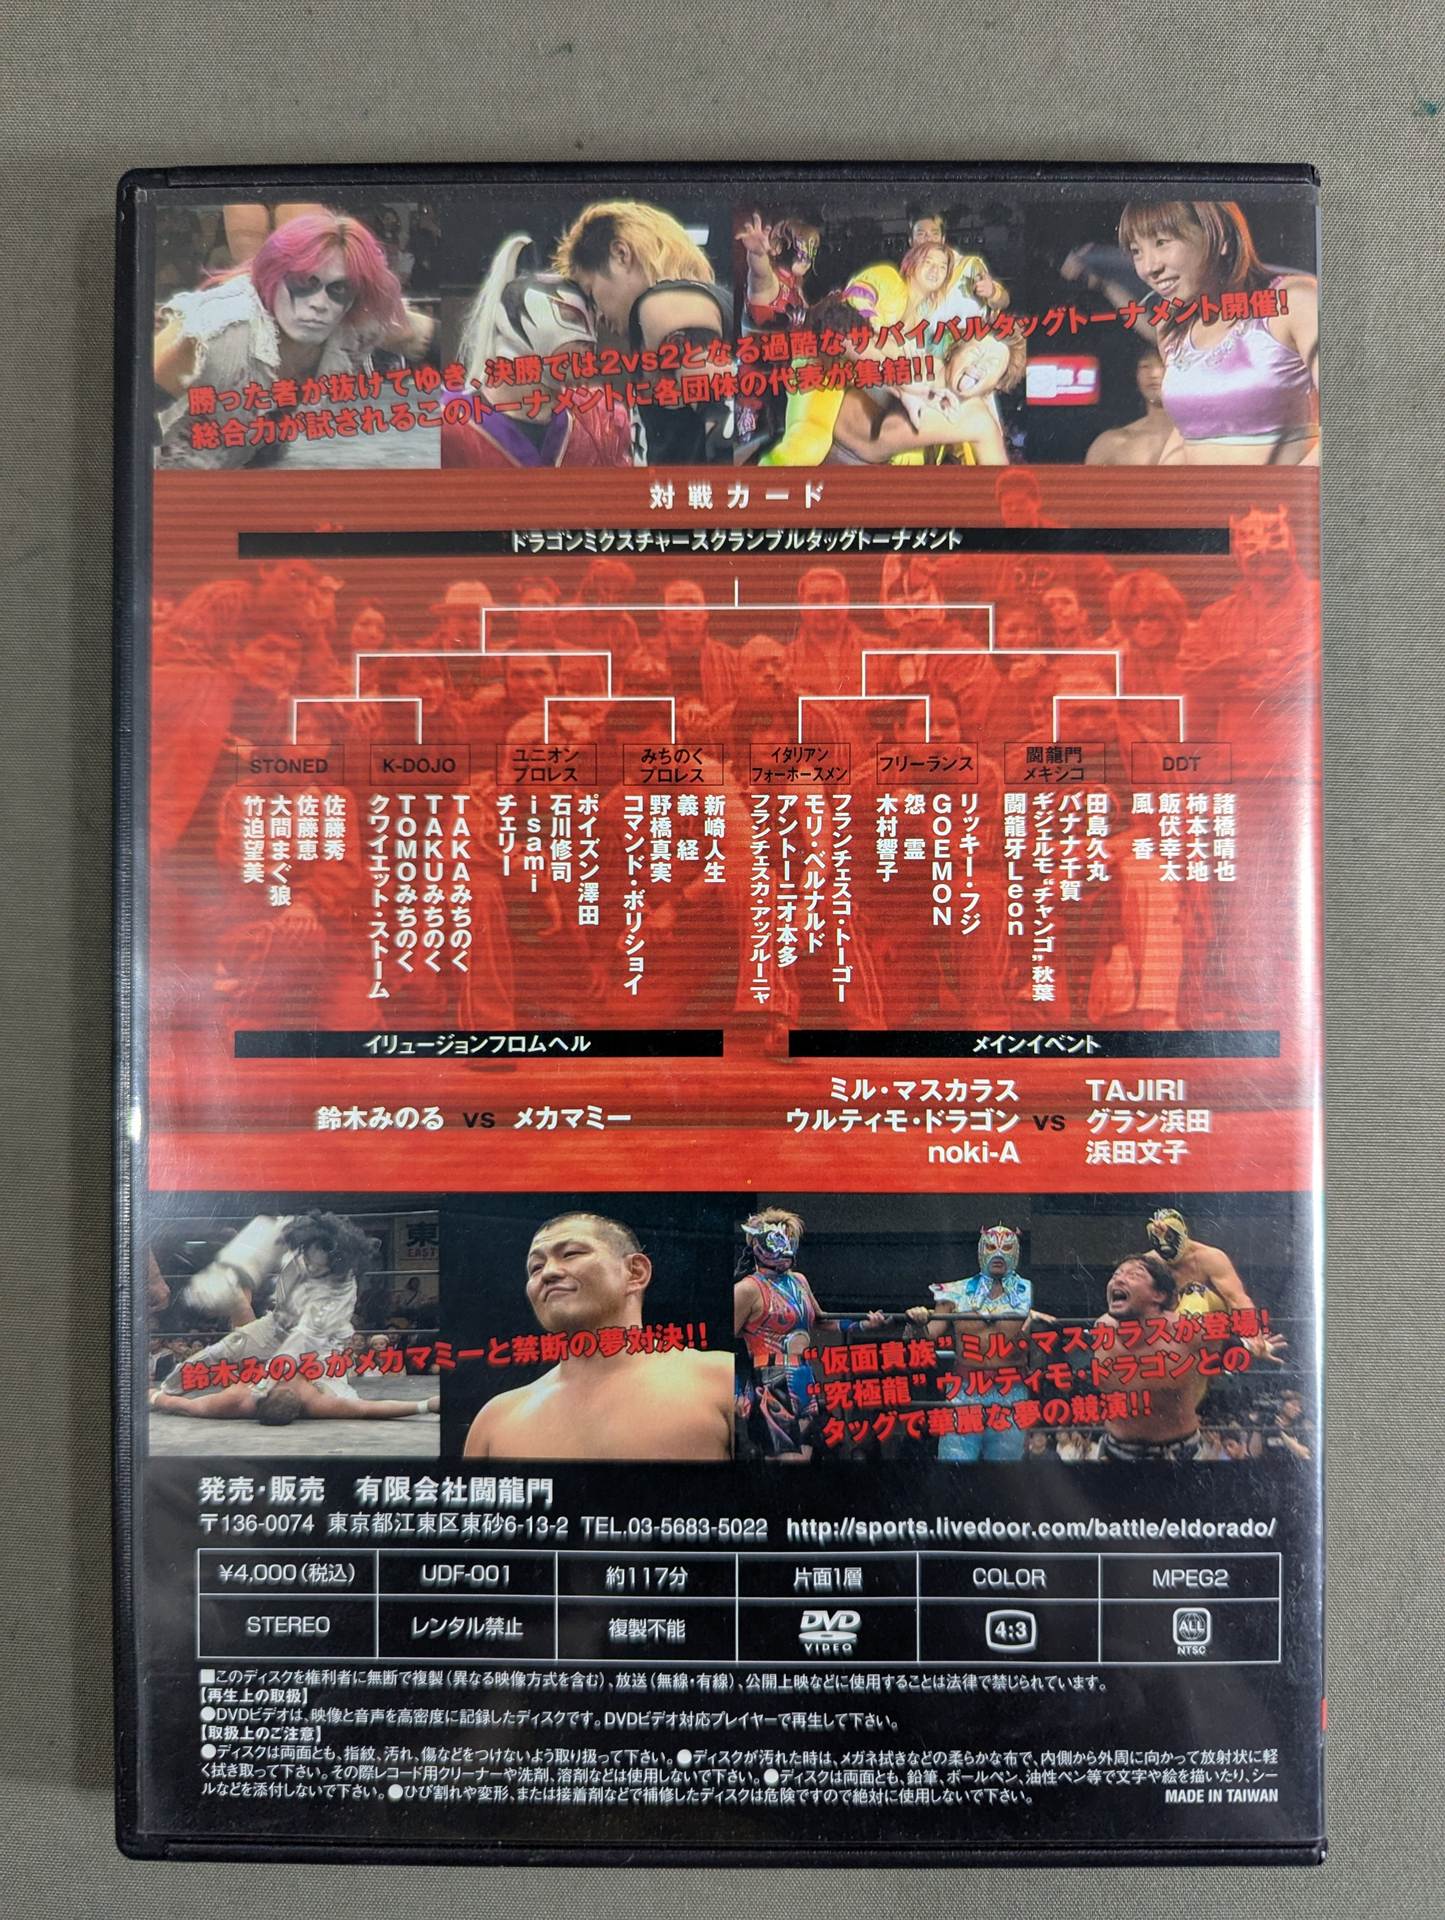 勝った者が抜けてゆき、決勝では2vs2となる過酷なサバイバルタッグトーナメント開催!
総合力が試されるこのトーナメントに各団体の代表が集結!!
対戦カード
ドラゴンミクスチャースクランブルタッグトーナメント
STONED
佐藤秀
佐藤恵
大間まぐ狼
竹迫望美
K-DOJO
TAKAみちのく
TAKUみちのく
TOMOみちのく
クワイエット・ストーム
ユニオン
プロレス
ポイズン澤田
石川修司
isami
チェリー
みちのく
プロレス
新崎人生
義経
野橋真実
コマンド・ボリショイ
イタリアン
フォーホースメン
フランチェスコ・トーゴー
モリ・ベルナルド
アントーニオ本多
フランチェスカ・アップルーニャ
フリーランス
リッキー・フジ
GOEMON
怨霊
木村響子
闘龍門
メキシコ
田島久丸
バナナ千賀
ギジェルモ“チャンゴ”秋葉
闘龍牙Leon
DDT
諸橋晴也
柿本大地
飯伏幸太
風香
イリュージョンフロムヘル
鈴木みのる vs メカマミー
メインイベント
ミル・マスカラス TAJIRI
ウルティモ・ドラゴン vs グラン浜田
noki-A 浜田文子
東
EAST
鈴木みのるがメカマミーと禁断の夢対決!!
“仮面貴族”ミル・マスカラスが登場!
“究極龍”ウルティモ・ドラゴンとの
タッグで華麗な夢の競演!!
発売・販売 有限会社闘龍門
〒136-0074 東京都江東区東砂6-13-2 TEL.03-5683-5022 http://sports.livedoor.com/battle/eldorado/
¥4,000(税込) UDF-001 約117分 片面1層 COLOR MPEG2
STEREO レンタル禁止 複製不能 DVD VIDEO 4:3 ALL NTSC
■このディスクを権利者に無断で複製(異なる映像方式を含む)、放送(無線・有線)、公開上映などに使用することは法律で禁じられています。
【再生上の取扱】
●DVDビデオは、映像と音声を高密度に記録したディスクです。DVDビデオ対応プレイヤーで再生して下さい。
【取扱上のご注意】
●ディスクは両面とも、指紋、汚れ、傷などをつけないよう取り扱って下さい。●ディスクが汚れた時は、メガネ拭きなどの柔らかな布で、内側から外周に向かって放射状に軽
く拭き取って下さい。その際レコード用クリーナーや洗剤、溶剤などは使用しないで下さい。●ディスクは両面とも、鉛筆、ボールペン、油性ペン等で文字や絵を描いたり、シー
ルなどを添付しないで下さい。●ひび割れや変形、または接着剤などで補修したディスクは危険ですので絶対に使用しないで下さい。
MADE IN TAIWAN